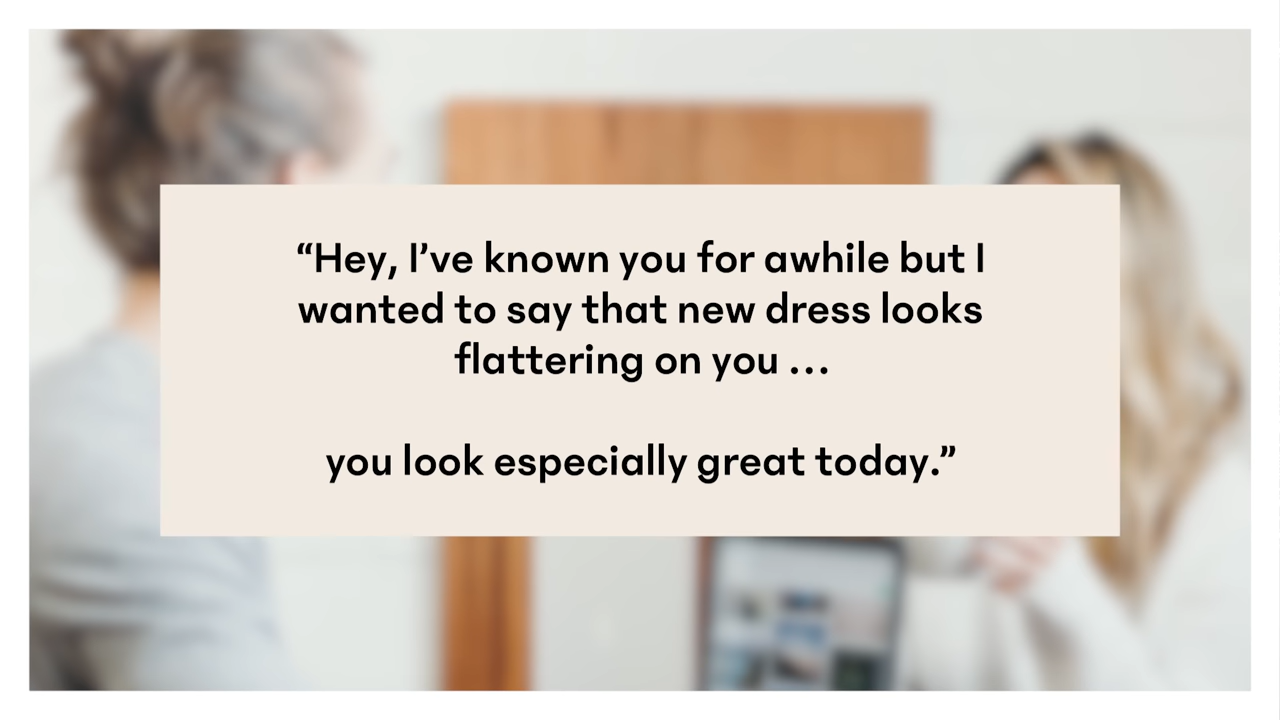 “Hey, I’ve known you for awhile but I
wanted to say that new dress looks
flattering on you ...
you look especially great today.”